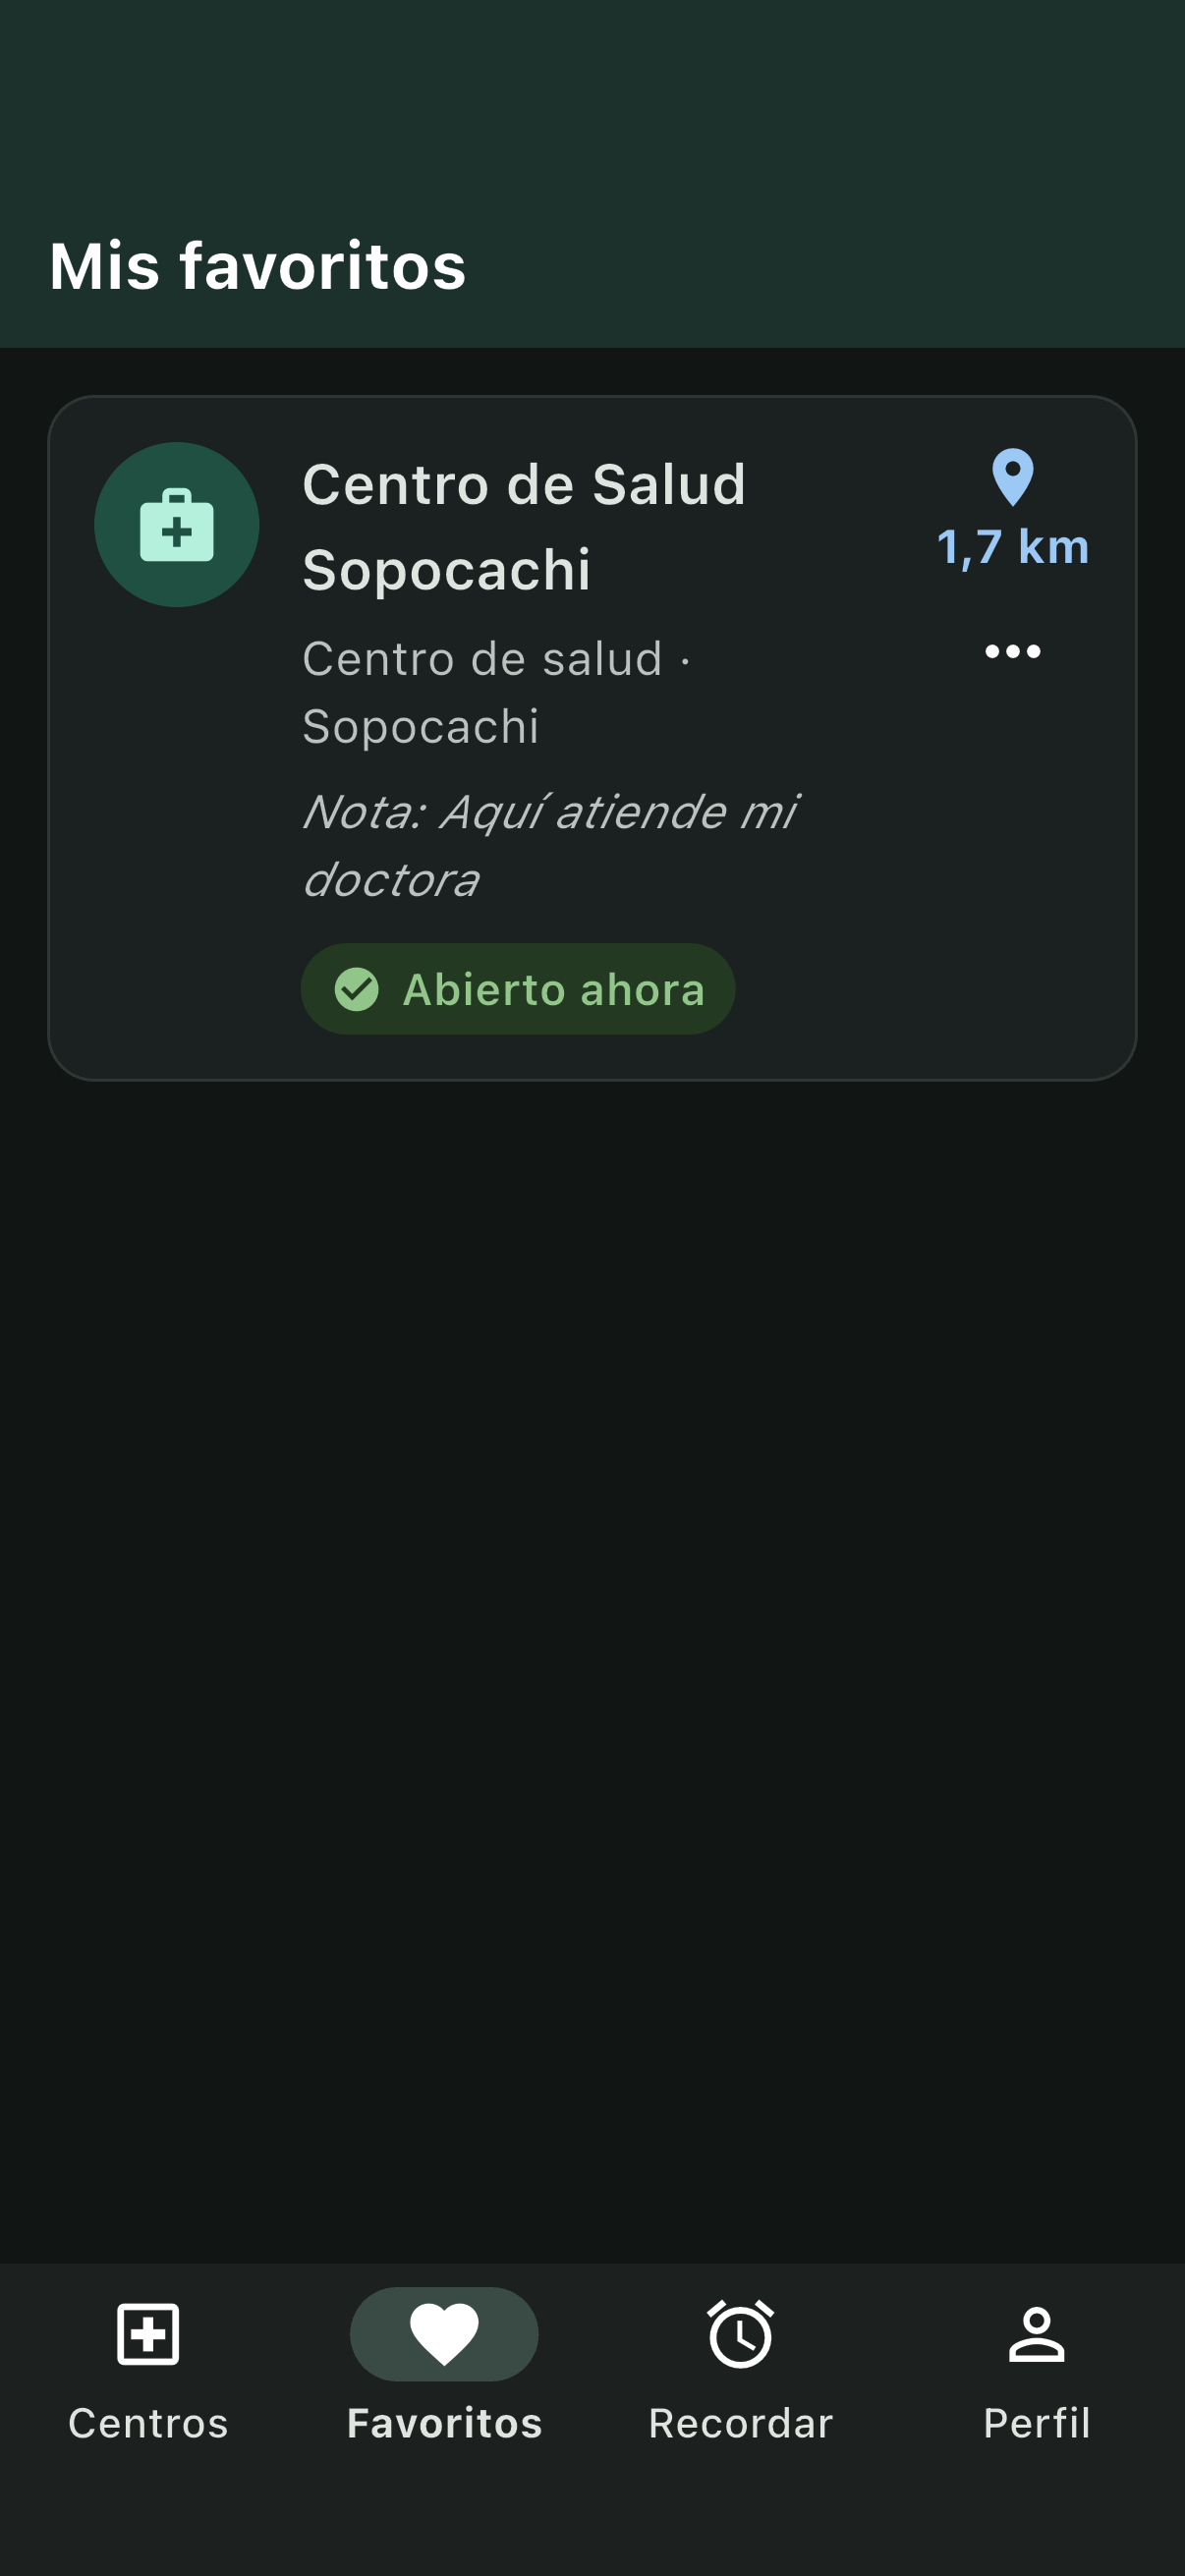 Mis favoritos
Centro de Salud
Sopocachi
1,7 km
Centro de salud ·
Sopocachi
Nota: Aquí atiende mi
doctora
Abierto ahora
Centros
Favoritos
Recordar
Perfil